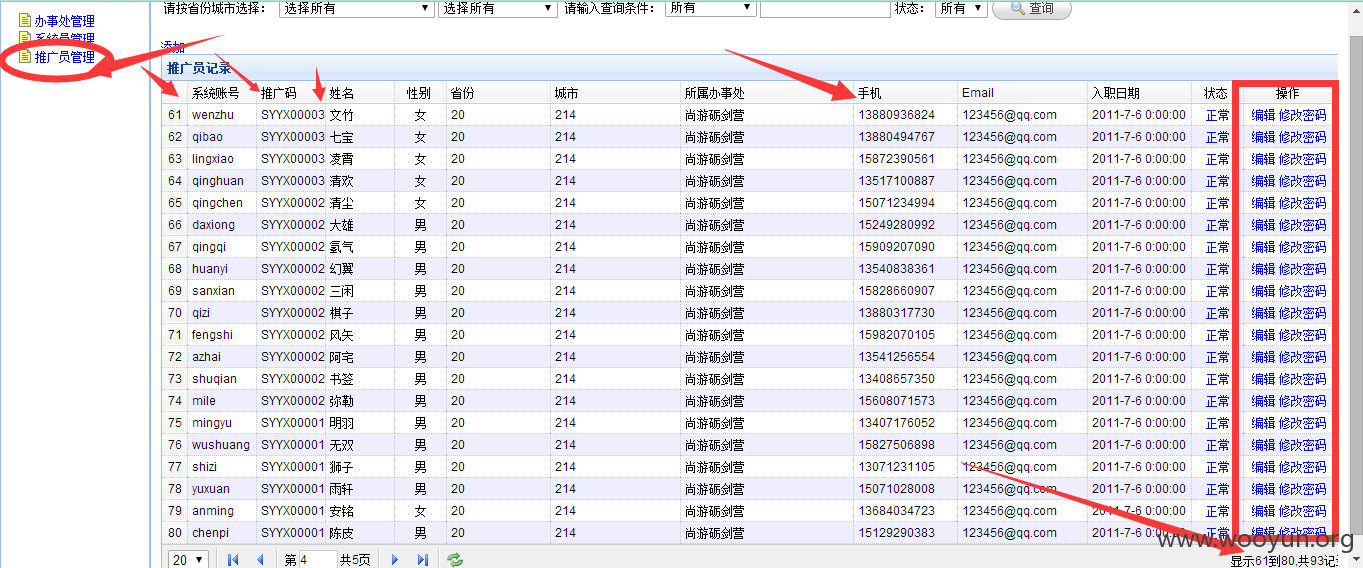 请按省份城市选择： 选择所有 选择所有 请输入查询条件： 所有 状态： 所有 查询
办事处管理
系统员管理
推广员管理
添加
推广员记录
系统账号 推广码 姓名 性别 省份 城市 所属办事处 手机 Email 入职日期 状态 操作
61 wenzhu SYYX00003 文竹 女 20 214 尚游砺剑营 13880936824 123456@qq.com 2011-7-6 0:00:00 正常 编辑 修改密码
62 qibao SYYX00003 七宝 女 20 214 尚游砺剑营 13880494767 123456@qq.com 2011-7-6 0:00:00 正常 编辑 修改密码
63 lingxiao SYYX00003 凌霄 女 20 214 尚游砺剑营 15872390561 123456@qq.com 2011-7-6 0:00:00 正常 编辑 修改密码
64 qinghuan SYYX00003 清欢 女 20 214 尚游砺剑营 13517100887 123456@qq.com 2011-7-6 0:00:00 正常 编辑 修改密码
65 qingchen SYYX00002 清尘 女 20 214 尚游砺剑营 15071234994 123456@qq.com 2011-7-6 0:00:00 正常 编辑 修改密码
66 daxiong SYYX00002 大雄 男 20 214 尚游砺剑营 15249280992 123456@qq.com 2011-7-6 0:00:00 正常 编辑 修改密码
67 qingqi SYYX00002 氢气 男 20 214 尚游砺剑营 15909207090 123456@qq.com 2011-7-6 0:00:00 正常 编辑 修改密码
68 huanyi SYYX00002 幻翼 男 20 214 尚游砺剑营 13540838361 123456@qq.com 2011-7-6 0:00:00 正常 编辑 修改密码
69 sanxian SYYX00002 三闲 男 20 214 尚游砺剑营 15828660907 123456@qq.com 2011-7-6 0:00:00 正常 编辑 修改密码
70 qizi SYYX00002 棋子 男 20 214 尚游砺剑营 13880317730 123456@qq.com 2011-7-6 0:00:00 正常 编辑 修改密码
71 fengshi SYYX00002 风矢 男 20 214 尚游砺剑营 15982070105 123456@qq.com 2011-7-6 0:00:00 正常 编辑 修改密码
72 azhai SYYX00002 阿宅 男 20 214 尚游砺剑营 13541256554 123456@qq.com 2011-7-6 0:00:00 正常 编辑 修改密码
73 shuqian SYYX00002 书签 男 20 214 尚游砺剑营 13408657350 123456@qq.com 2011-7-6 0:00:00 正常 编辑 修改密码
74 mile SYYX00002 弥勒 男 20 214 尚游砺剑营 15608071573 123456@qq.com 2011-7-6 0:00:00 正常 编辑 修改密码
75 mingyu SYYX00001 明羽 男 20 214 尚游砺剑营 13407176052 123456@qq.com 2011-7-6 0:00:00 正常 编辑 修改密码
76 wushuang SYYX00001 无双 男 20 214 尚游砺剑营 15827506898 123456@qq.com 2011-7-6 0:00:00 正常 编辑 修改密码
77 shizi SYYX00001 狮子 男 20 214 尚游砺剑营 13071231105 123456@qq.com 2011-7-6 0:00:00 正常 编辑 修改密码
78 yuxuan SYYX00001 雨轩 男 20 214 尚游砺剑营 15071028008 123456@qq.com 2011-7-6 0:00:00 正常 编辑 修改密码
79 anming SYYX00001 安铭 女 20 214 尚游砺剑营 13684034723 123456@qq.com 2011-7-6 0:00:00 正常 编辑 修改密码
80 chenpi SYYX00001 陈皮 男 20 214 尚游砺剑营 15129290383 123456@qq.com 2011-7-6 0:00:00 正常 编辑 修改密码
www.wooyun.org
20 第 4 共5页 显示61到80,共93记